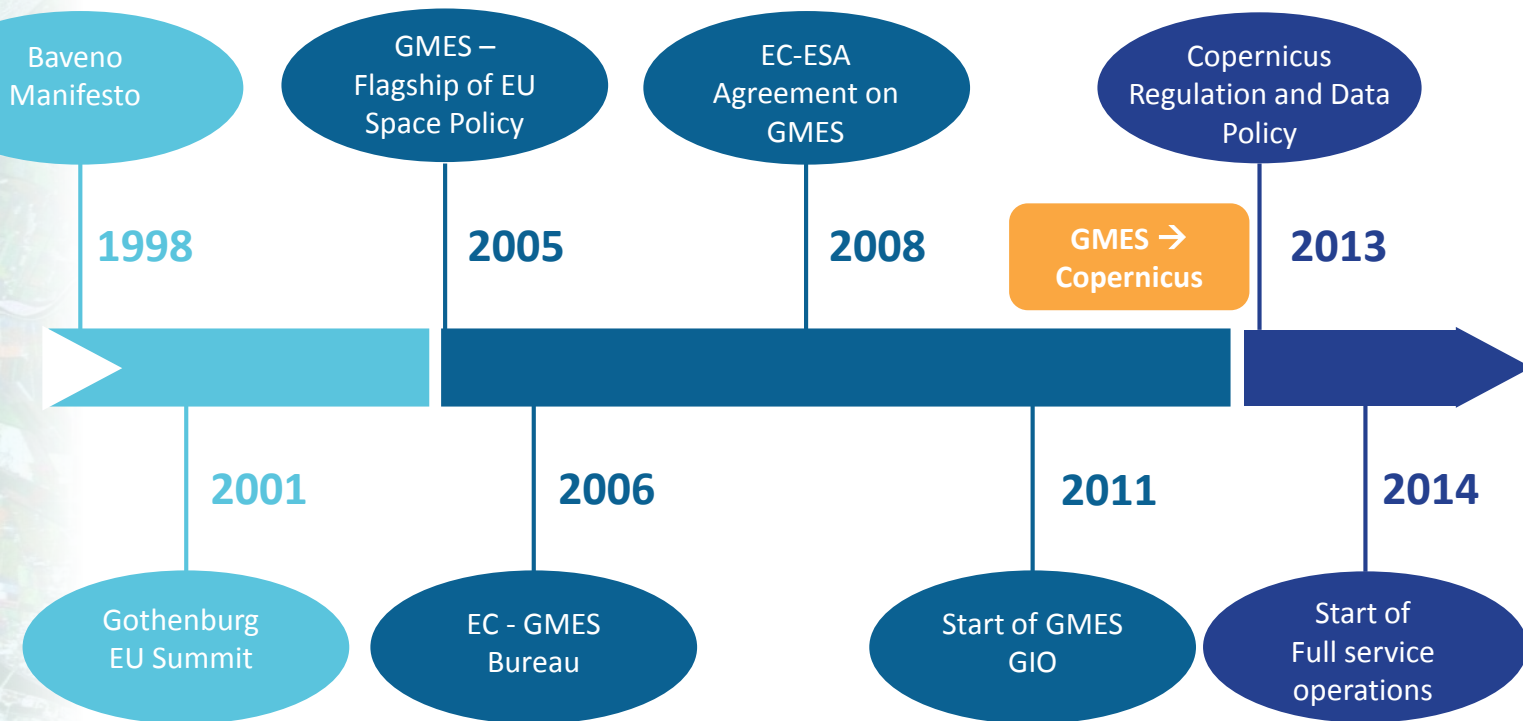 Baveno
Manifesto
GMES –
Flagship of EU
Space Policy
EC-ESA
Agreement on
GMES
Copernicus
Regulation and Data
Policy
1998
2005
2008
GMES →
Copernicus
2013
2001
2006
2011
2014
Gothenburg
EU Summit
EC - GMES
Bureau
Start of GMES
GIO
Start of
Full service
operations